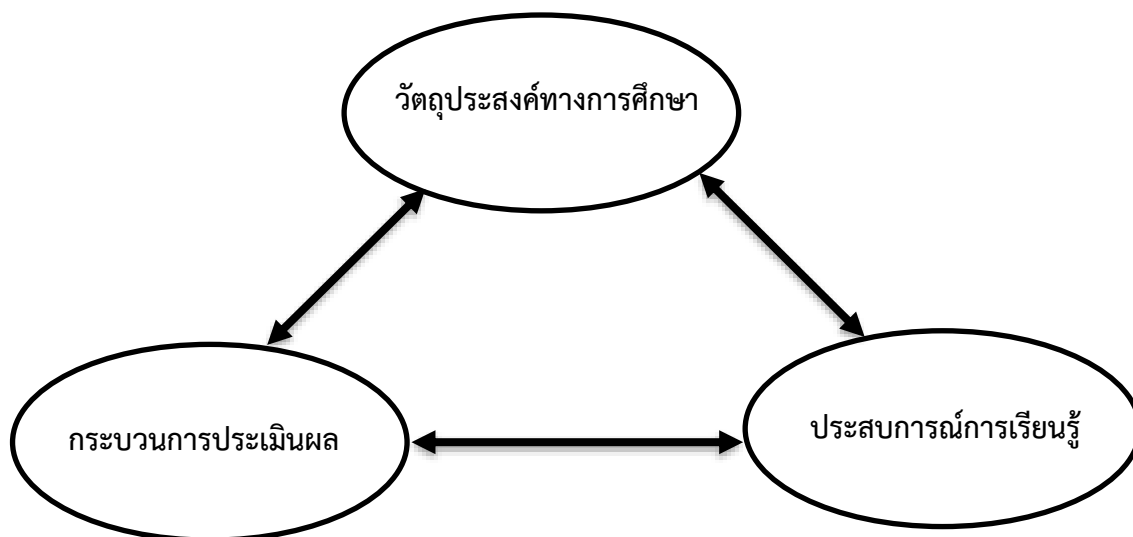 วัตถุประสงค์ทางการศึกษา
กระบวนการประเมินผล
ประสบการณ์การเรียนรู้